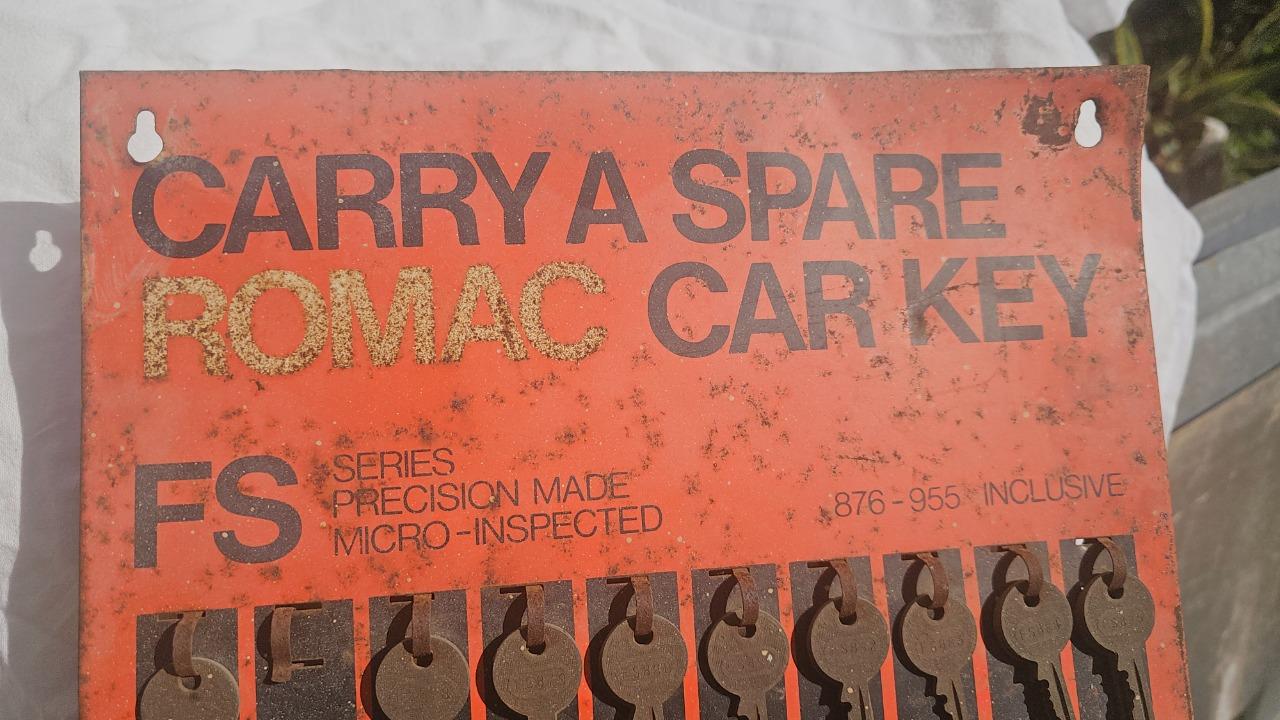 CARRY A SPARE
ROMAC CAR KEY
FS SERIES
PRECISION MADE
MICRO-INSPECTED
876-955 INCLUSIVE